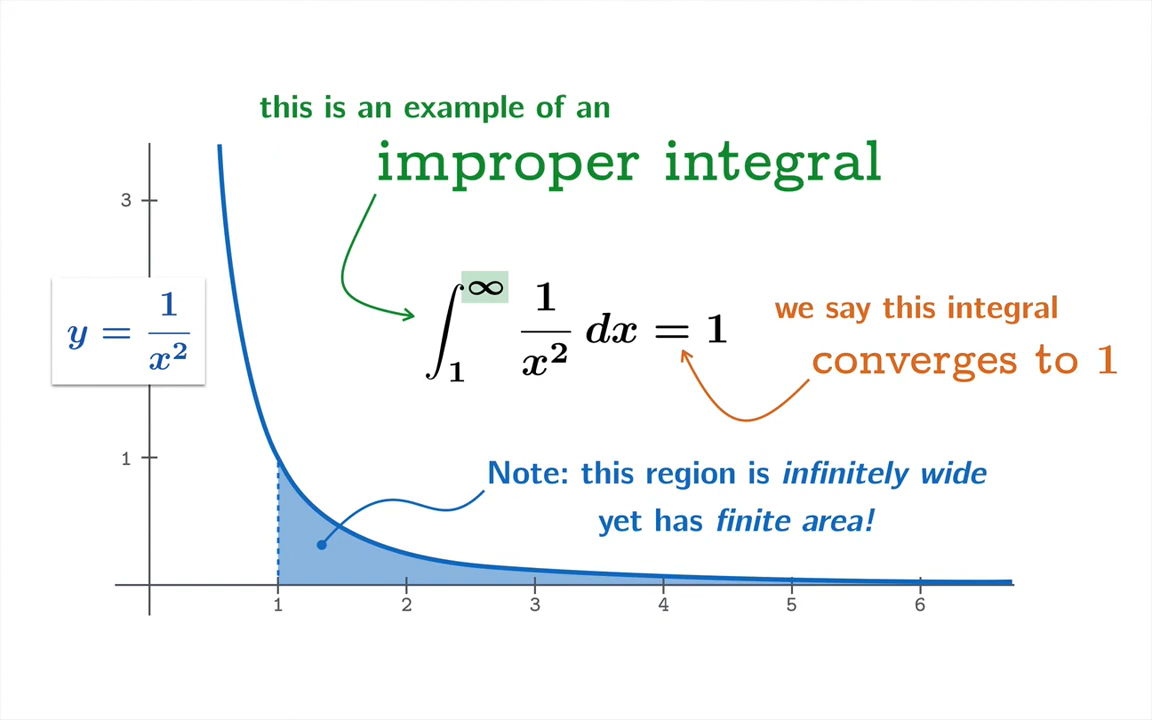 this is an example of an
improper integral
3
y = 1/x²
∫₁^∞ 1/x² dx = 1
we say this integral
converges to 1
1
Note: this region is infinitely wide
yet has finite area!
1 2 3 4 5 6